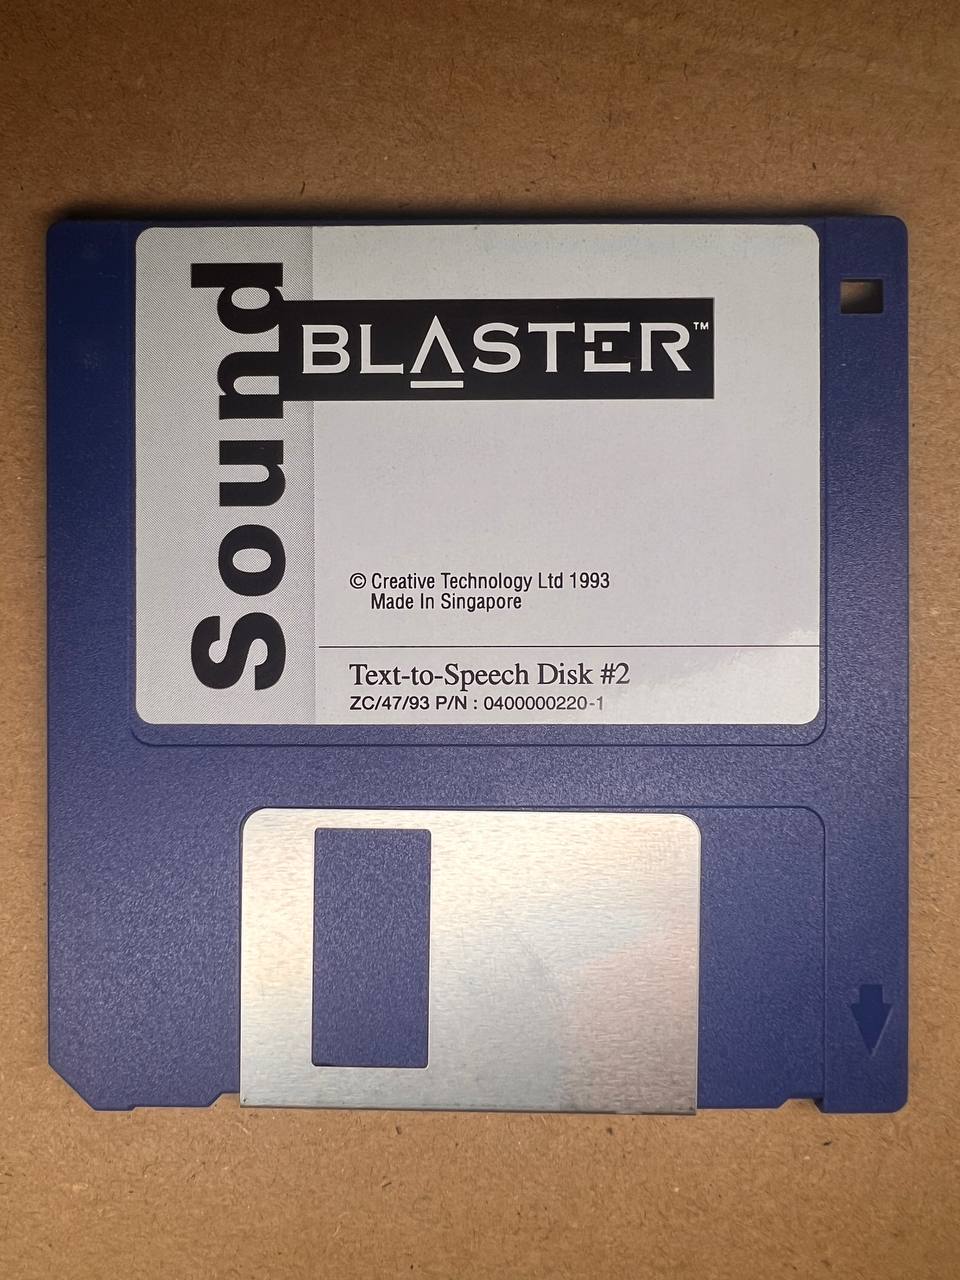 Sound
BLASTER™
© Creative Technology Ltd 1993
Made In Singapore
Text-to-Speech Disk #2
ZC/47/93 P/N : 0400000220-1